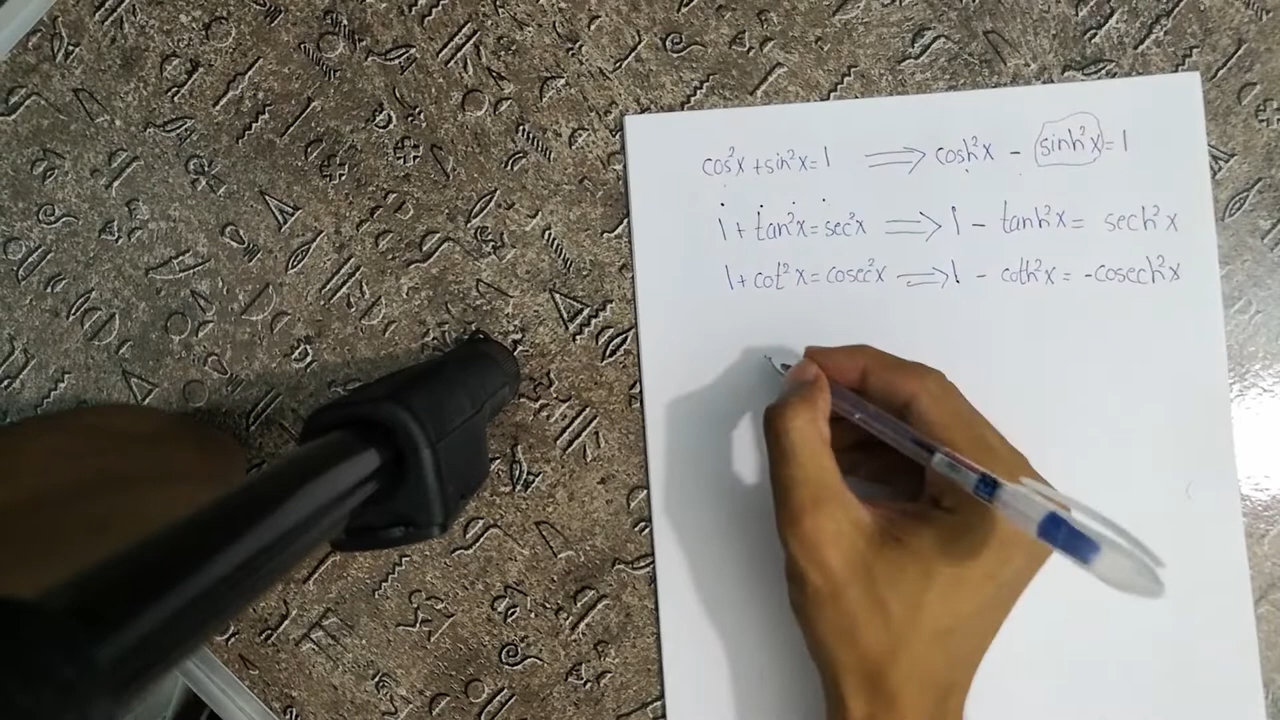 cos²x + sin²x = 1 ⟹ cosh²x - sinh²x = 1
1 + tan²x = sec²x ⟹ 1 - tanh²x = sech²x
1 + cot²x = cosec²x ⟹ 1 - coth²x = -cosech²x